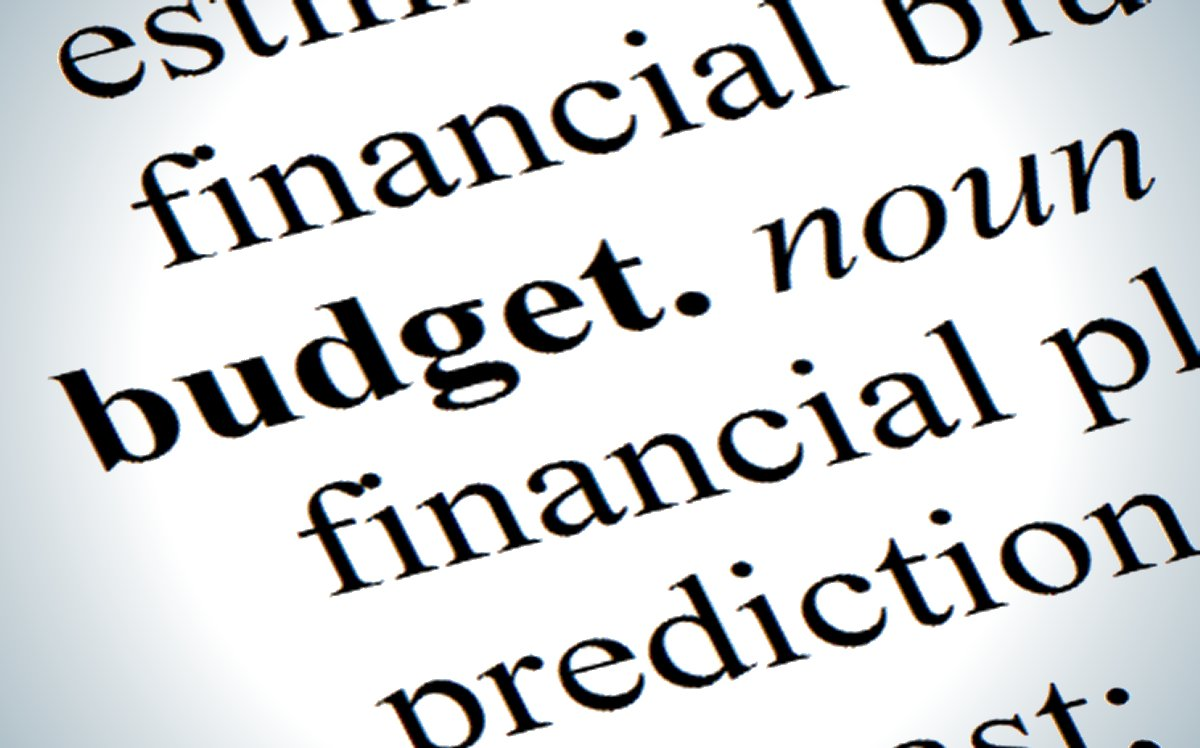 financial
budget. noun
financial
prediction